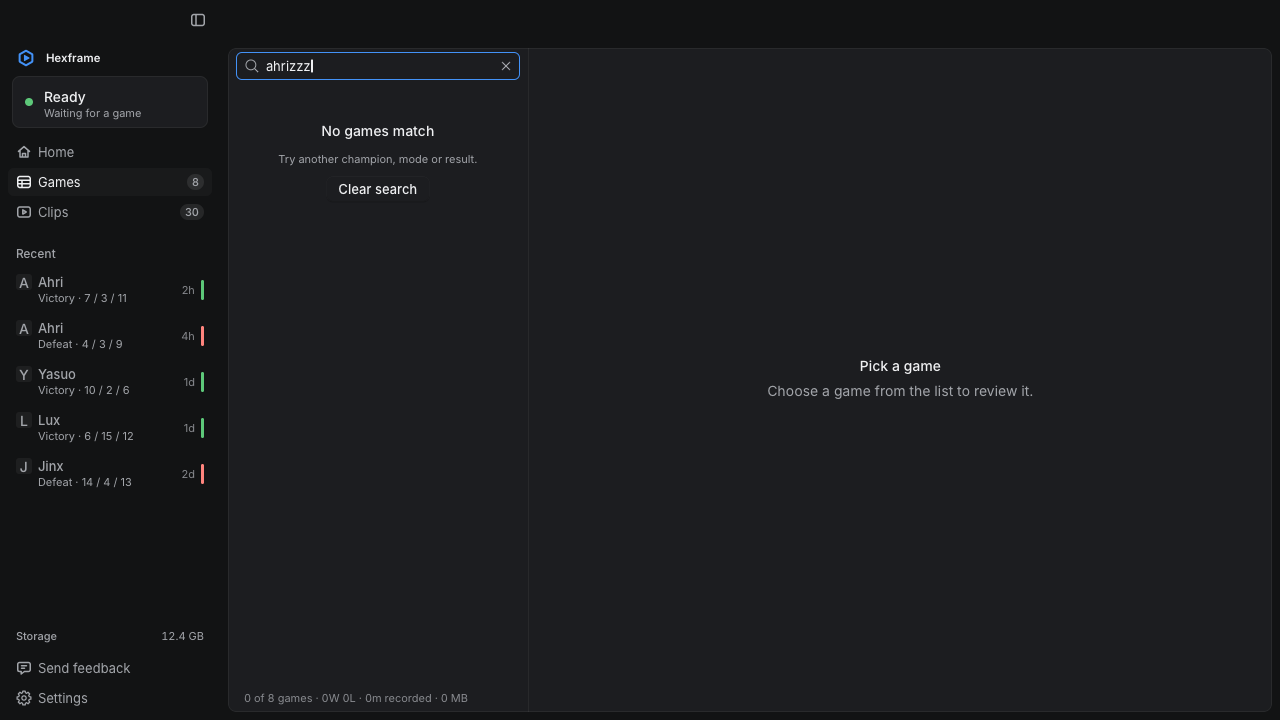 Hexframe
Ready
Waiting for a game
Home
Games 8
Clips 30
Recent
A Ahri
Victory · 7 / 3 / 11
2h
A Ahri
Defeat · 4 / 3 / 9
4h
Y Yasuo
Victory · 10 / 2 / 6
1d
L Lux
Victory · 6 / 15 / 12
1d
J Jinx
Defeat · 14 / 4 / 13
2d
Storage 12.4 GB
Send feedback
Settings
ahrizzz
No games match
Try another champion, mode or result.
Clear search
0 of 8 games · 0W 0L · 0m recorded · 0 MB
Pick a game
Choose a game from the list to review it.